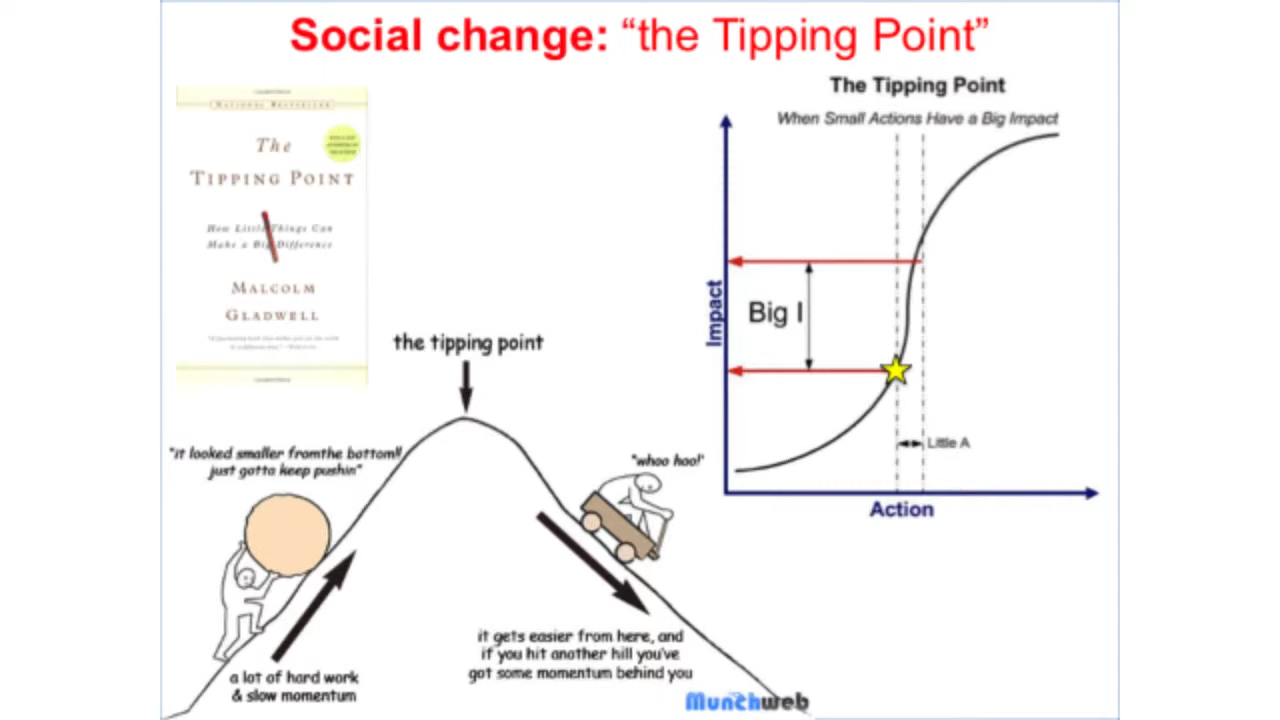 Social change: “the Tipping Point”
NATIONAL BESTSELLER
The
TIPPING POINT
How Little Things Can
Make a Big Difference
MALCOLM
GLADWELL
The Tipping Point
When Small Actions Have a Big Impact
Impact
Big I
Little A
Action
the tipping point
"it looked smaller fromthe bottom!!
just gotta keep pushin"
"whoo hoo!'
a lot of hard work
& slow momentum
it gets easier from here, and
if you hit another hill you've
got some momentum behind you
Munchweb